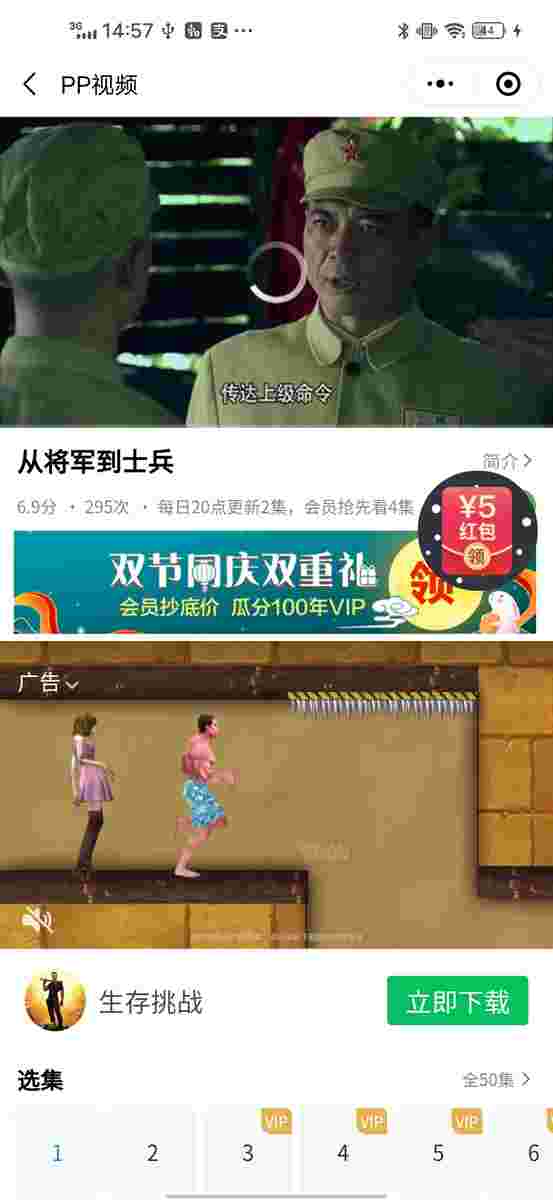 3G 14:57 支 ··· 44
PP视频
传达上级命令
从将军到士兵
简介
6.9分 · 295次 · 每日20点更新2集，会员抢先看4集
¥5
红包
领
双节同庆双重礼
会员抄底价 瓜分100年VIP
领
广告
生存挑战
立即下载
选集
全50集
VIP VIP VIP VIP
1 2 3 4 5 6